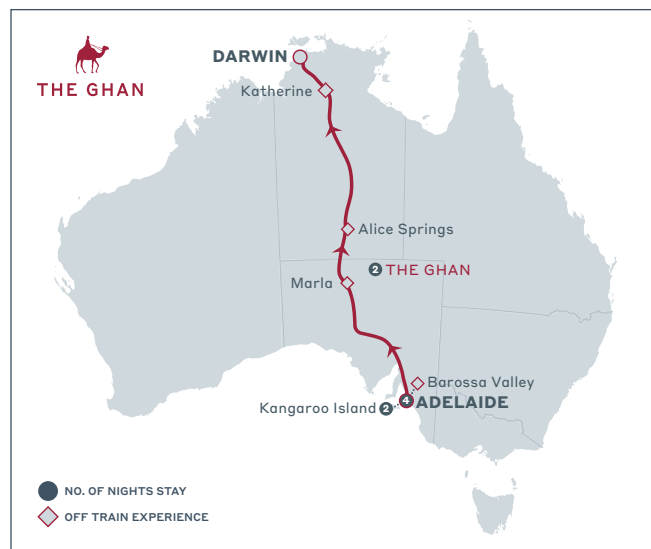 DARWIN
THE GHAN
Katherine
Alice Springs
2 THE GHAN
Marla
Barossa Valley
4 ADELAIDE
Kangaroo Island 2
NO. OF NIGHTS STAY
OFF TRAIN EXPERIENCE